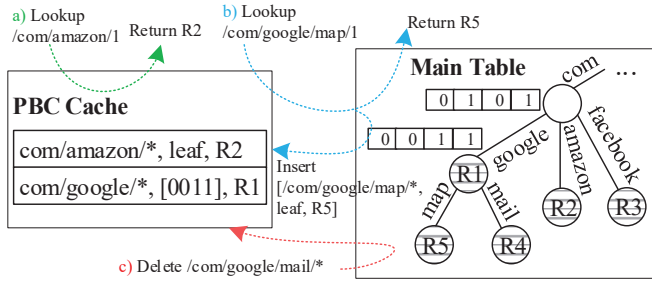 a) Lookup
/com/amazon/1
Return R2
b) Lookup
/com/google/map/1
Return R5
PBC Cache
com/amazon/*, leaf, R2
com/google/*, [0011], R1
Insert
[/com/google/map/*,
leaf, R5]
c) Delete /com/google/mail/*
Main Table
com
...
0 1 0 1
0 0 1 1
google
amazon
facebook
R1
map
mail
R2
R3
R5
R4